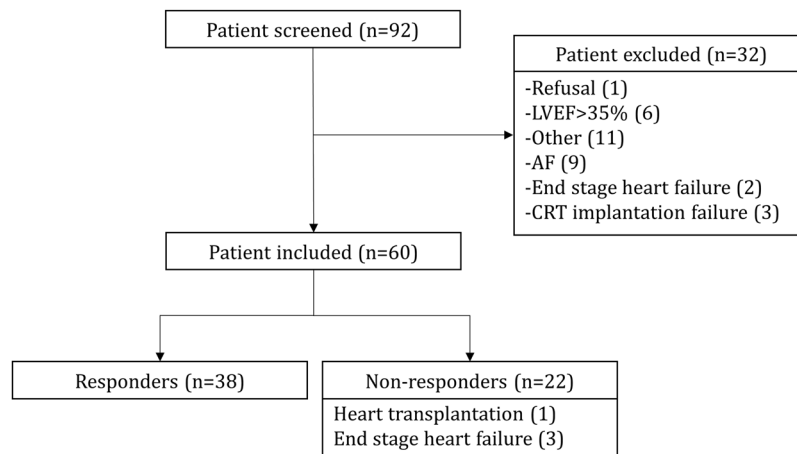 Patient screened (n=92)
Patient excluded (n=32)
-Refusal (1)
-LVEF>35% (6)
-Other (11)
-AF (9)
-End stage heart failure (2)
-CRT implantation failure (3)
Patient included (n=60)
Responders (n=38)
Non-responders (n=22)
Heart transplantation (1)
End stage heart failure (3)